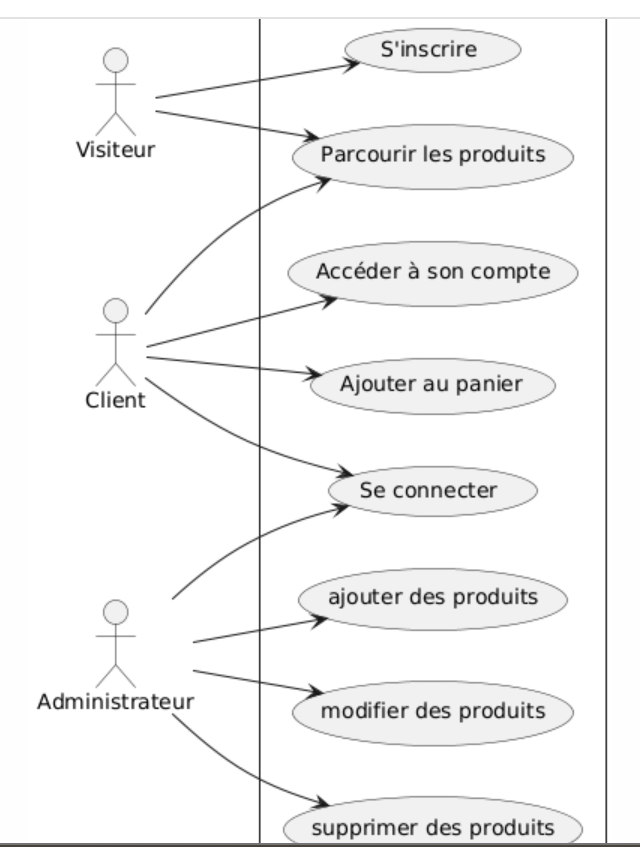 S'inscrire
Visiteur
Parcourir les produits
Accéder à son compte
Ajouter au panier
Client
Se connecter
ajouter des produits
Administrateur
modifier des produits
supprimer des produits